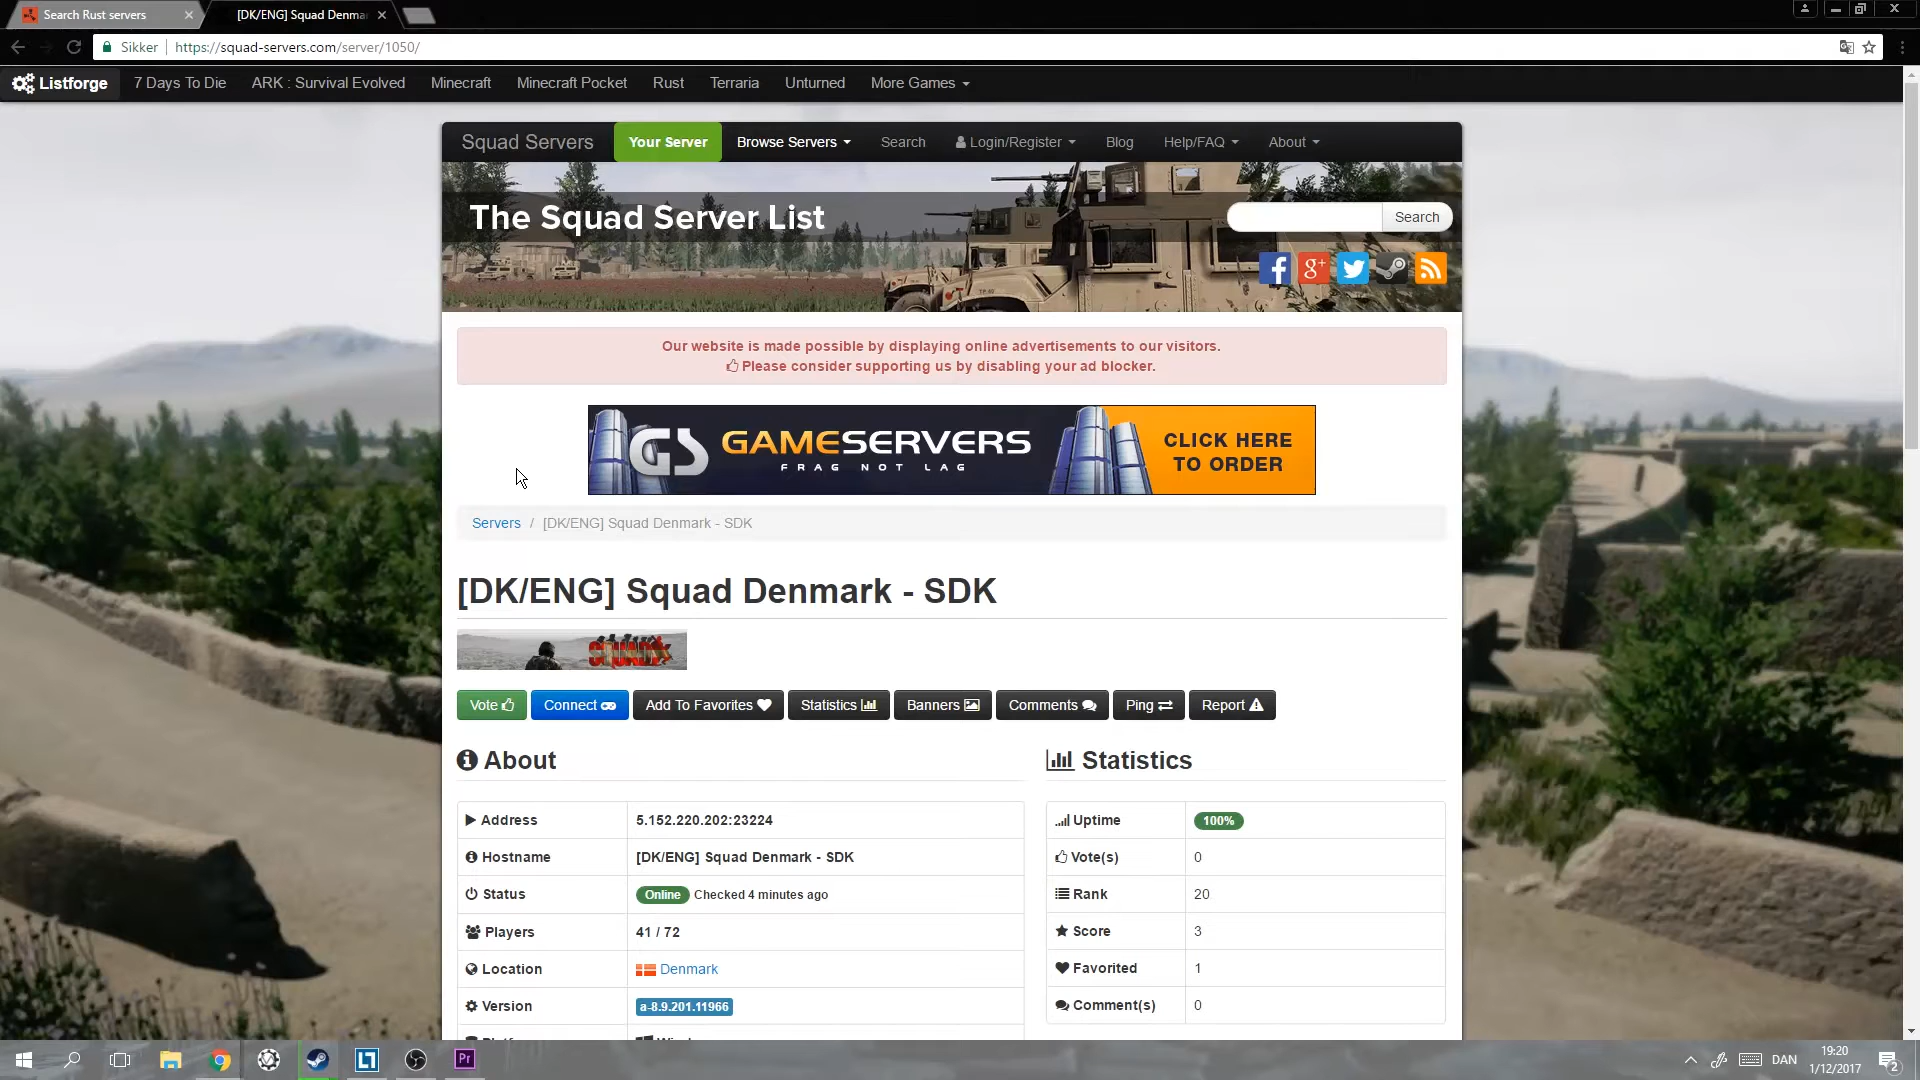 Search Rust servers
[DK/ENG] Squad Denma
Sikker
https://squad-servers.com/server/1050/
Listforge
7 Days To Die
ARK : Survival Evolved
Minecraft
Minecraft Pocket
Rust
Terraria
Unturned
More Games
Squad Servers
Your Server
Browse Servers
Search
Login/Register
Blog
Help/FAQ
About
The Squad Server List
Search
Our website is made possible by displaying online advertisements to our visitors.
Please consider supporting us by disabling your ad blocker.
GS
GAMESERVERS
FRAG NOT LAG
CLICK HERE
TO ORDER
Servers / [DK/ENG] Squad Denmark - SDK
[DK/ENG] Squad Denmark - SDK
Vote
Connect
Add To Favorites
Statistics
Banners
Comments
Ping
Report
About
Address 5.152.220.202:23224
Hostname [DK/ENG] Squad Denmark - SDK
Status Online Checked 4 minutes ago
Players 41 / 72
Location Denmark
Version a-8.9.201.11966
Statistics
Uptime 100%
Vote(s) 0
Rank 20
Score 3
Favorited 1
Comment(s) 0
Pr
DAN
19:20
1/12/2017
2